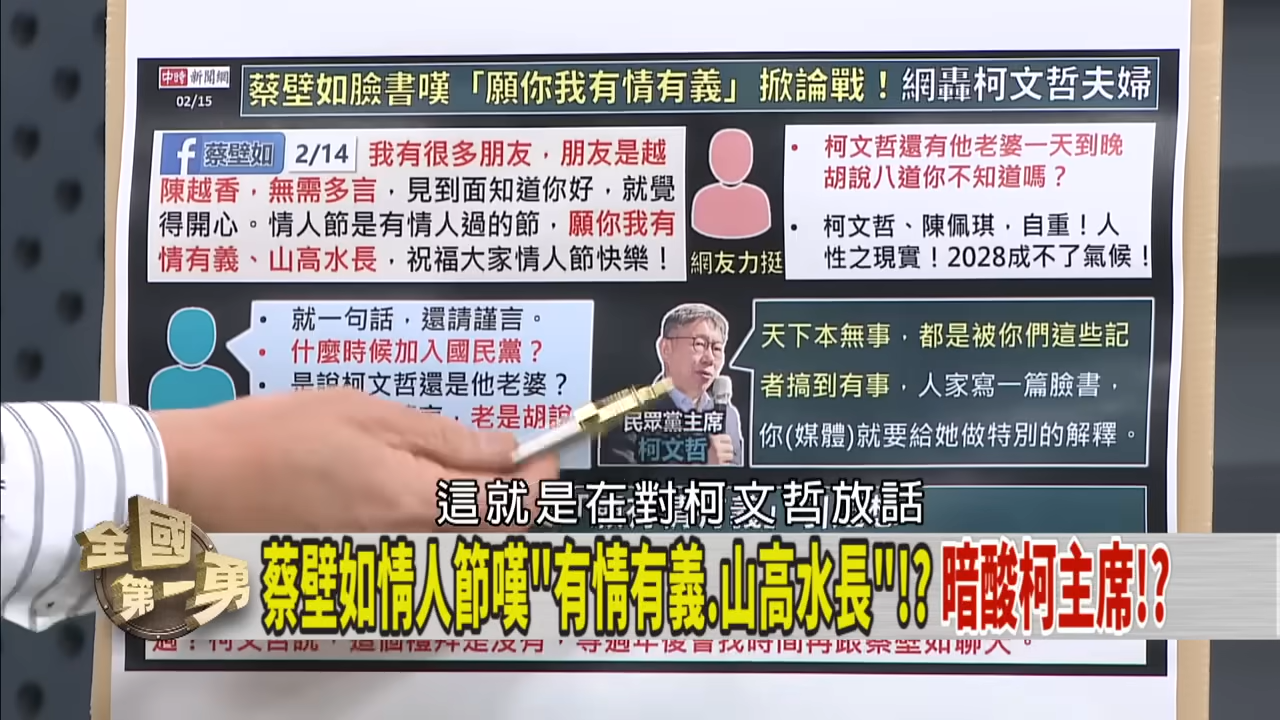 中時新聞網
02/15
蔡壁如臉書嘆「願你我有情有義」掀論戰！網轟柯文哲夫婦
f 蔡壁如 2/14 我有很多朋友，朋友是越
陳越香，無需多言，見到面知道你好，就覺
得開心。情人節是有情人過的節，願你我有
情有義、山高水長，祝福大家情人節快樂！
網友力挺
• 柯文哲還有他老婆一天到晚
胡說八道你不知道嗎？
• 柯文哲、陳佩琪，自重！人
性之現實！2028成不了氣候！
• 就一句話，還請謹言。
• 什麼時候加入國民黨？
• 是說柯文哲還是他老婆？
老是胡說
民眾黨主席
柯文哲
天下本無事，都是被你們這些記
者搞到有事，人家寫一篇臉書，
你(媒體)就要給她做特別的解釋。
這就是在對柯文哲放話
全國第一勇
蔡壁如情人節嘆"有情有義.山高水長"!? 暗酸柯主席!?